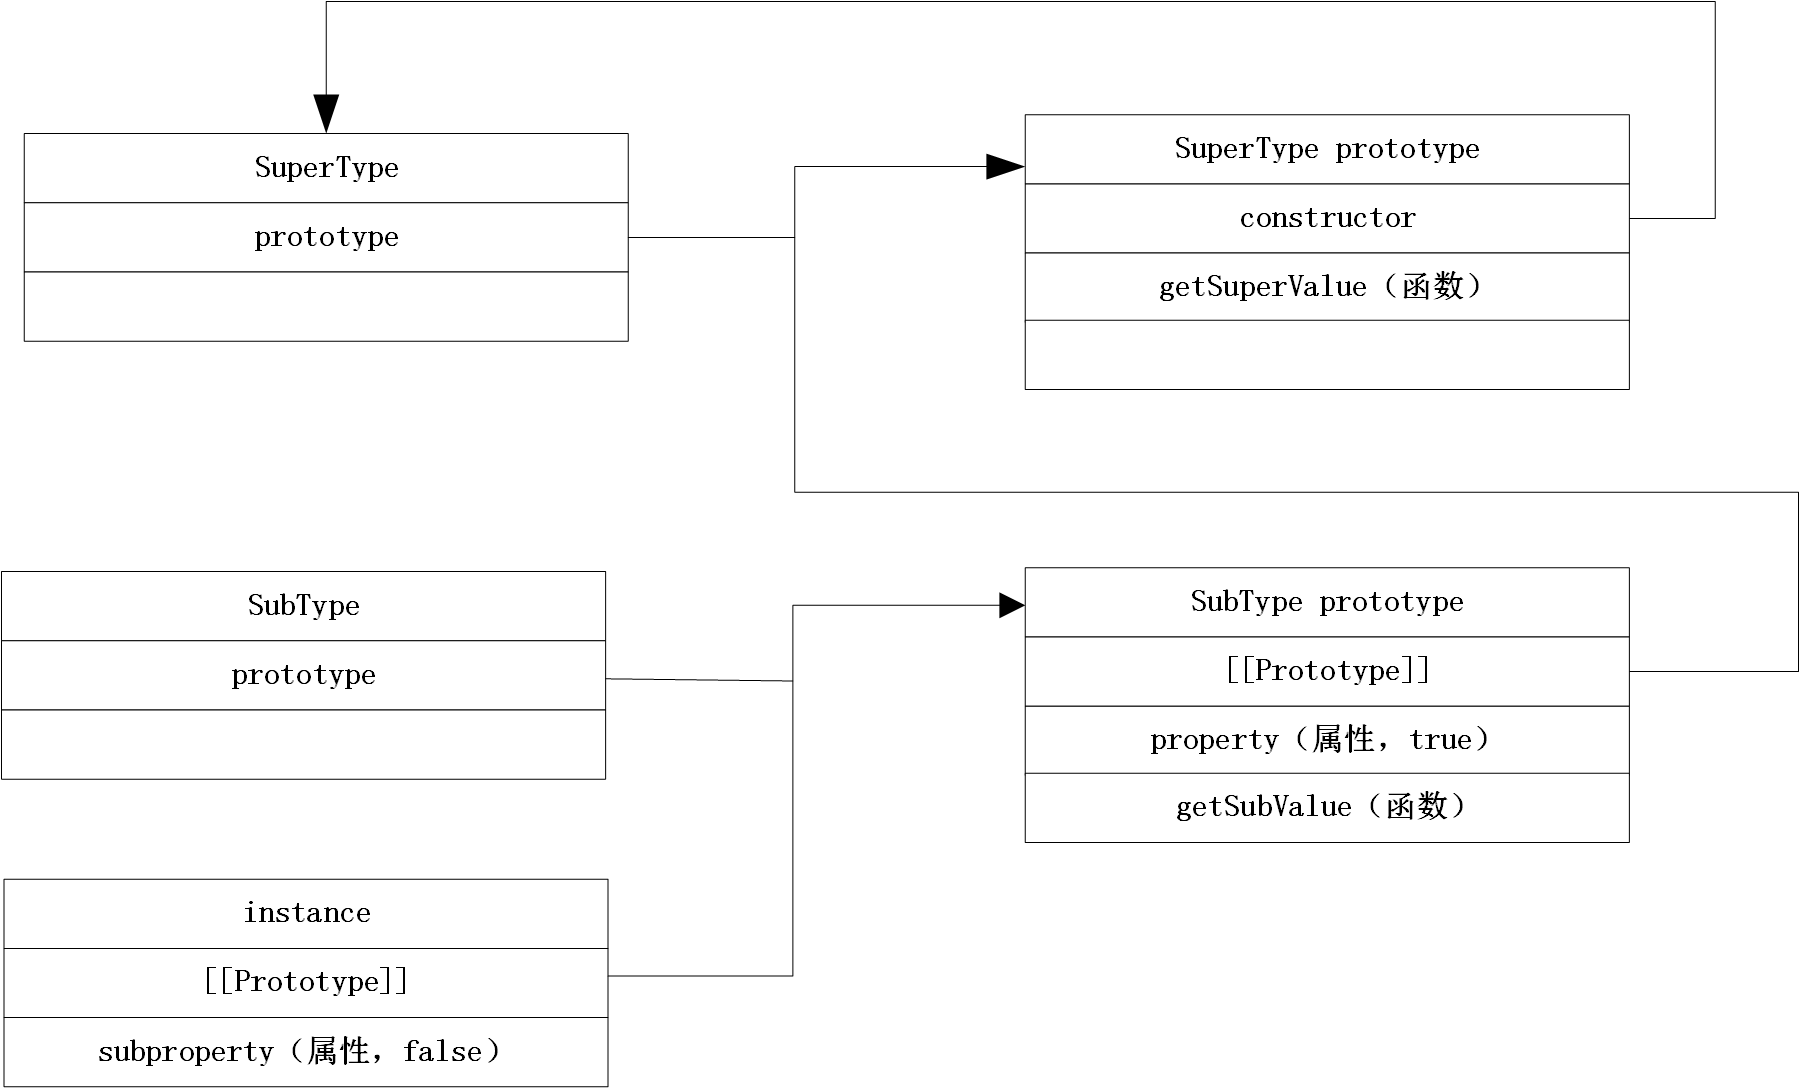 SuperType
prototype
SuperType prototype
constructor
getSuperValue（函数）
SubType
prototype
SubType prototype
[[Prototype]]
property（属性，true）
getSubValue（函数）
instance
[[Prototype]]
subproperty（属性，false）